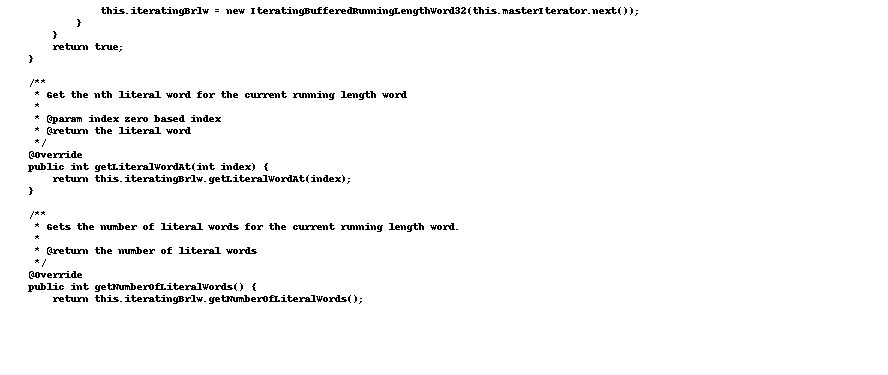 this.iteratingBrlw = new IteratingBufferedRunningLengthWord32(this.masterIterator.next());
        }
    }
    return true;
}

/**
 * Get the nth literal word for the current running length word
 *
 * @param index zero based index
 * @return the literal word
 */
@Override
public int getLiteralWordAt(int index) {
    return this.iteratingBrlw.getLiteralWordAt(index);
}

/**
 * Gets the number of literal words for the current running length word.
 *
 * @return the number of literal words
 */
@Override
public int getNumberOfLiteralWords() {
    return this.iteratingBrlw.getNumberOfLiteralWords();